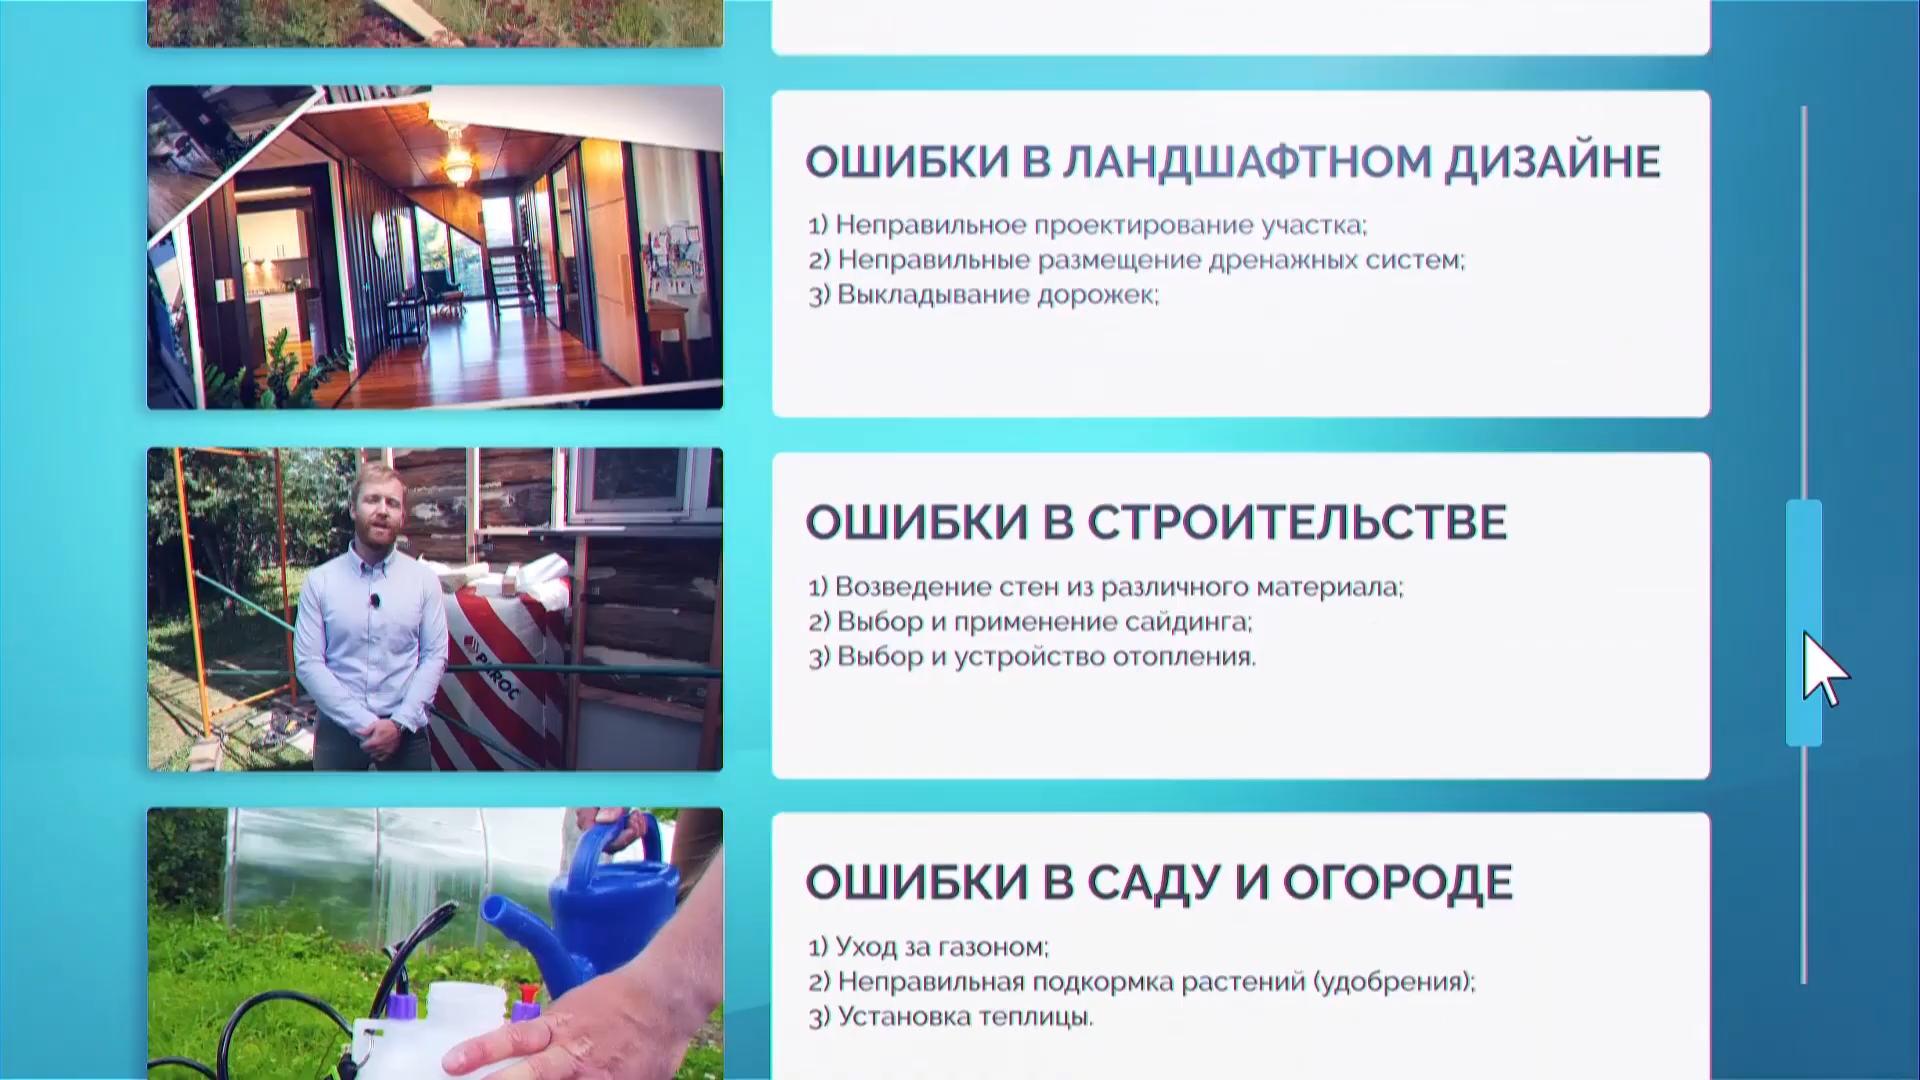 ОШИБКИ В ЛАНДШАФТНОМ ДИЗАЙНЕ
1) Неправильное проектирование участка;
2) Неправильные размещение дренажных систем;
3) Выкладывание дорожек;
ОШИБКИ В СТРОИТЕЛЬСТВЕ
1) Возведение стен из различного материала;
2) Выбор и применение сайдинга;
3) Выбор и устройство отопления.
PAROC
ОШИБКИ В САДУ И ОГОРОДЕ
1) Уход за газоном;
2) Неправильная подкормка растений (удобрения);
3) Установка теплицы.